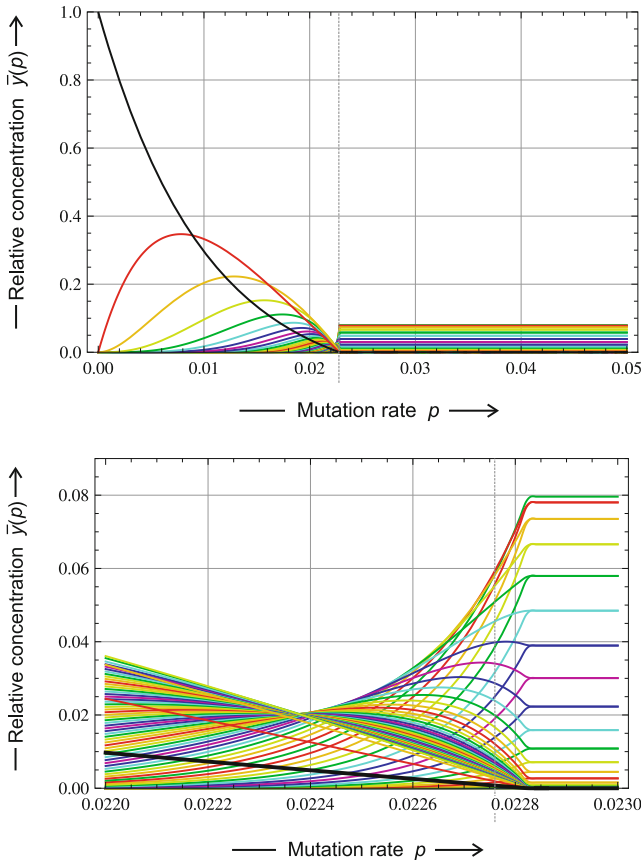 1.0
0.8
0.6
0.4
0.2
0.0
Relative concentration ȳ(p)
0.00 0.01 0.02 0.03 0.04 0.05
Mutation rate p
0.08
0.06
0.04
0.02
0.00
Relative concentration ȳ(p)
0.0220 0.0222 0.0224 0.0226 0.0228 0.0230
Mutation rate p